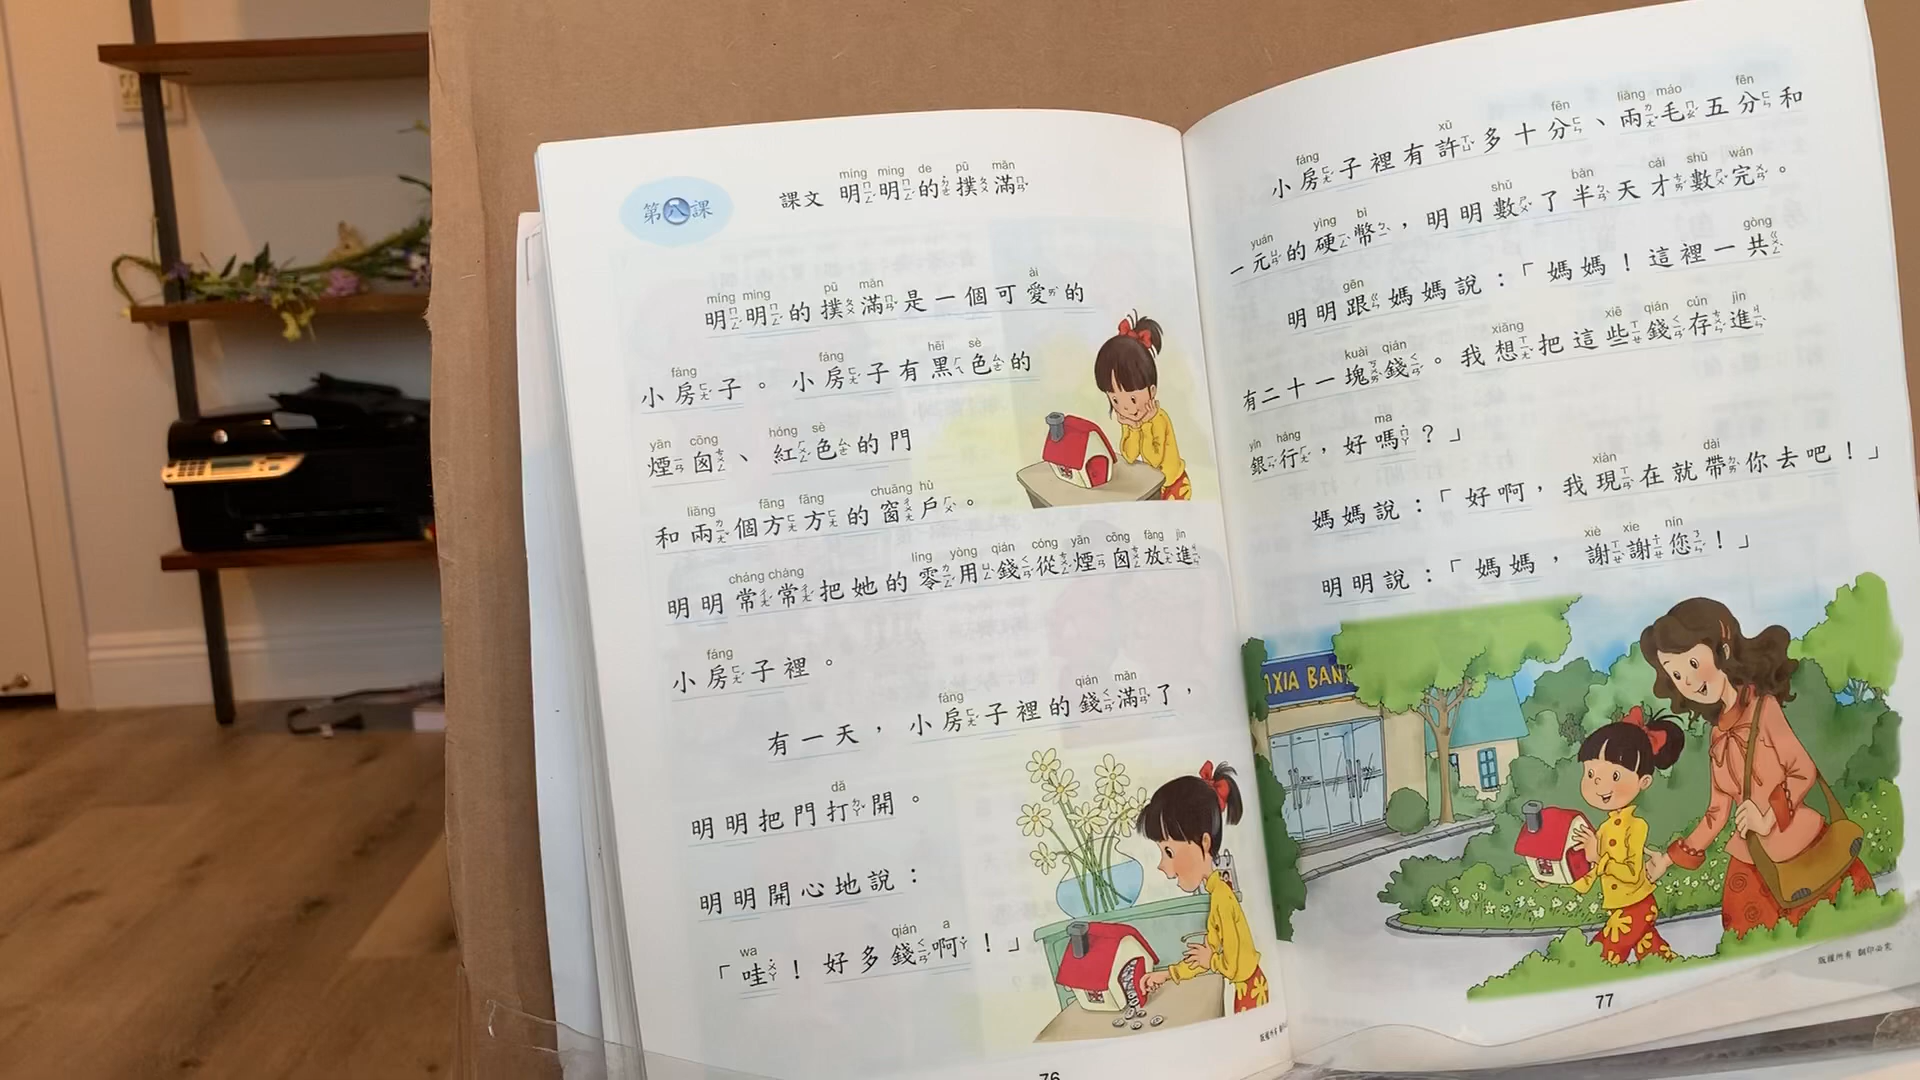 第八課
課文 明明的撲滿
明明的撲滿是一個可愛的
小房子。小房子有黑色的
煙囪、紅色的門
和兩個方方的窗戶。
明明常常把她的零用錢從煙囪放進
小房子裡。
有一天，小房子裡的錢滿了，
明明把門打開。
明明開心地說：
「哇！好多錢啊！」
76
小房子裡有許多十分、兩毛五分和
一元的硬幣，明明數了半天才數完。
明明跟媽媽說：「媽媽！這裡一共
有二十一塊錢。我想把這些錢存進
銀行，好嗎？」
媽媽說：「好啊，我現在就帶你去吧！」
明明說：「媽媽，謝謝您！」
XIA BAN
版權所有 翻印必究
77